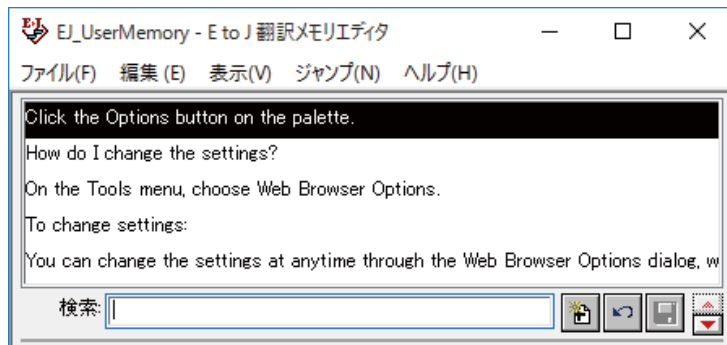 EJ_UserMemory - E to J 翻訳メモリエディタ
ファイル(F) 編集(E) 表示(V) ジャンプ(N) ヘルプ(H)
Click the Options button on the palette.
How do I change the settings?
On the Tools menu, choose Web Browser Options.
To change settings:
You can change the settings at anytime through the Web Browser Options dialog, w
検索: